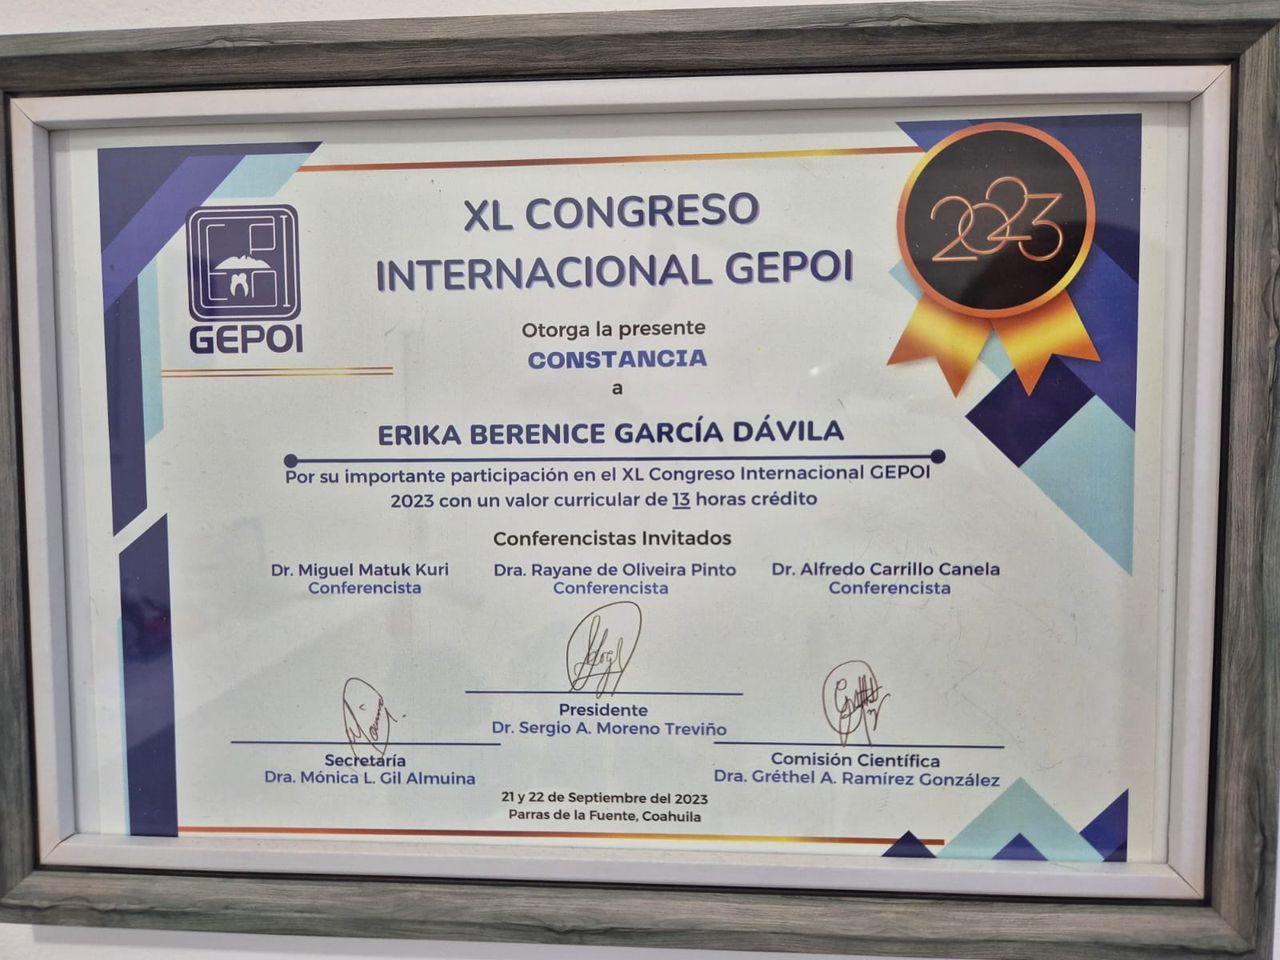 XL CONGRESO
INTERNACIONAL GEPOI
2023
GEPOI
Otorga la presente
CONSTANCIA
a
ERIKA BERENICE GARCÍA DÁVILA
Por su importante participación en el XL Congreso Internacional GEPOI
2023 con un valor curricular de 13 horas crédito
Conferencistas Invitados
Dr. Miguel Matuk Kuri
Conferencista
Dra. Rayane de Oliveira Pinto
Conferencista
Dr. Alfredo Carrillo Canela
Conferencista
Presidente
Dr. Sergio A. Moreno Treviño
Secretaría
Dra. Mónica L. Gil Almuina
Comisión Científica
Dra. Gréthel A. Ramírez González
21 y 22 de Septiembre del 2023
Parras de la Fuente, Coahuila